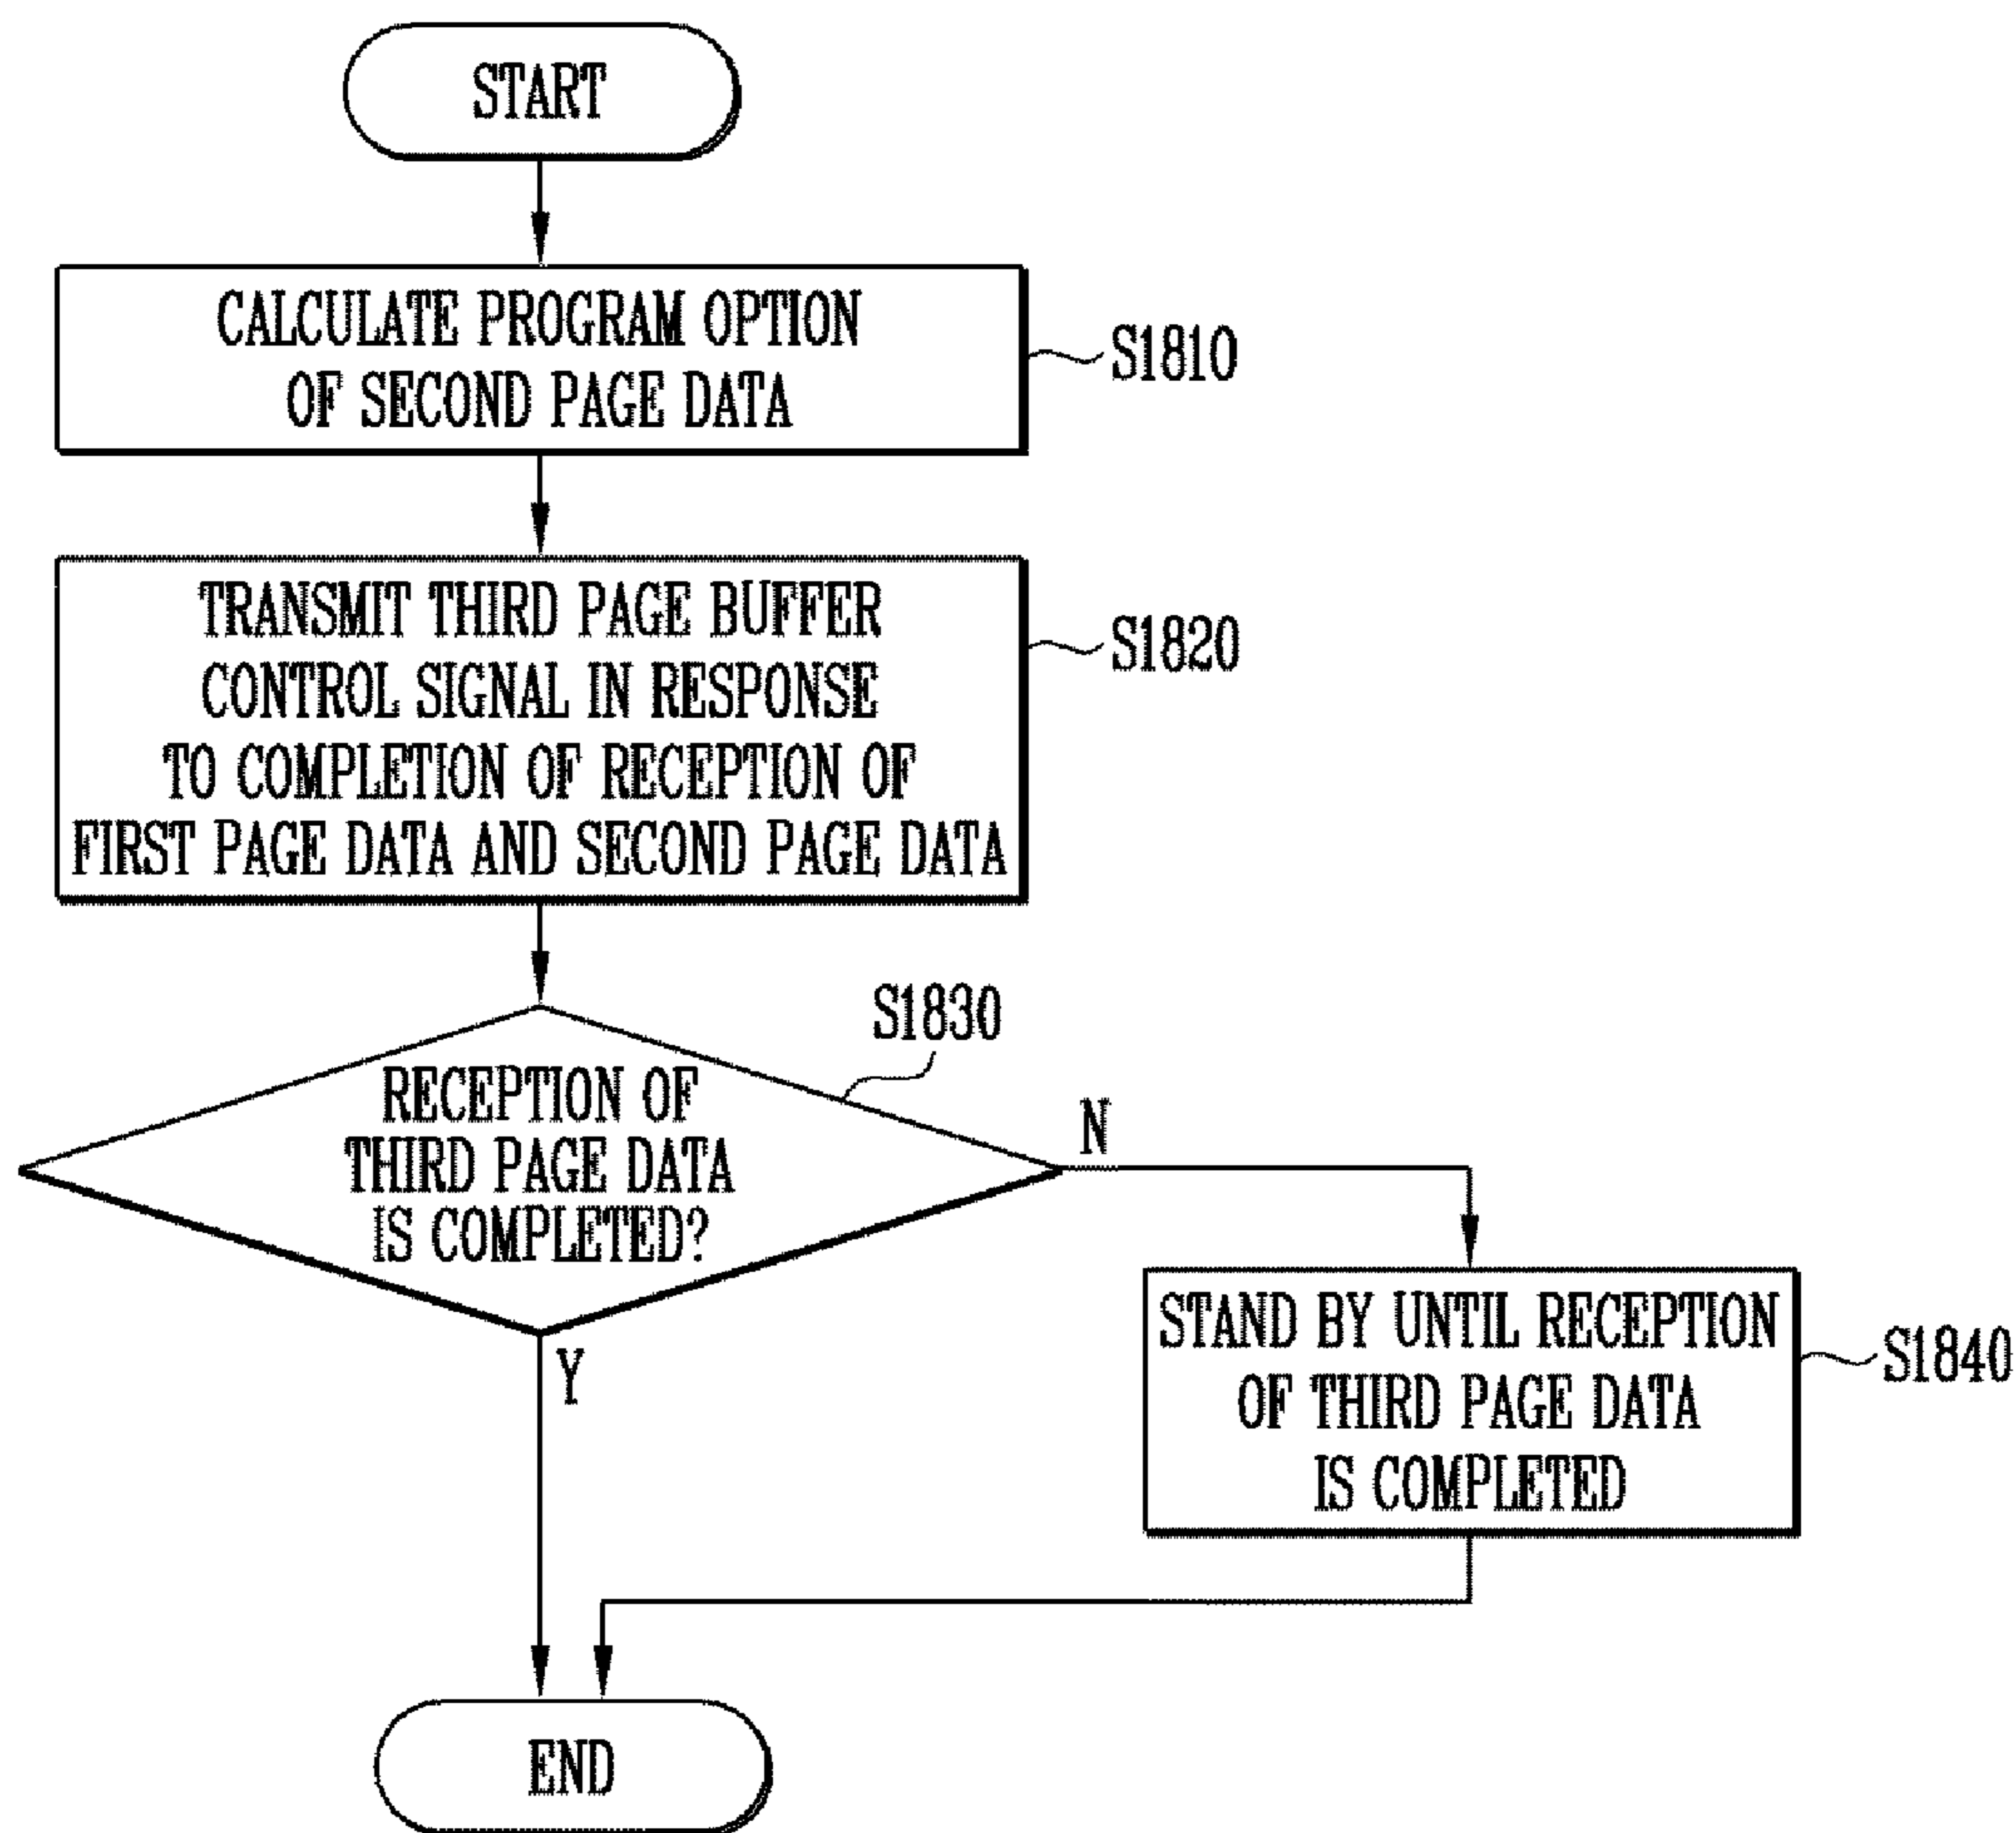 START
CALCULATE PROGRAM OPTION
OF SECOND PAGE DATA
S1810
TRANSMIT THIRD PAGE BUFFER
CONTROL SIGNAL IN RESPONSE
TO COMPLETION OF RECEPTION OF
FIRST PAGE DATA AND SECOND PAGE DATA
S1820
S1830
RECEPTION OF
THIRD PAGE DATA
IS COMPLETED?
N
Y
STAND BY UNTIL RECEPTION
OF THIRD PAGE DATA
IS COMPLETED
S1840
END